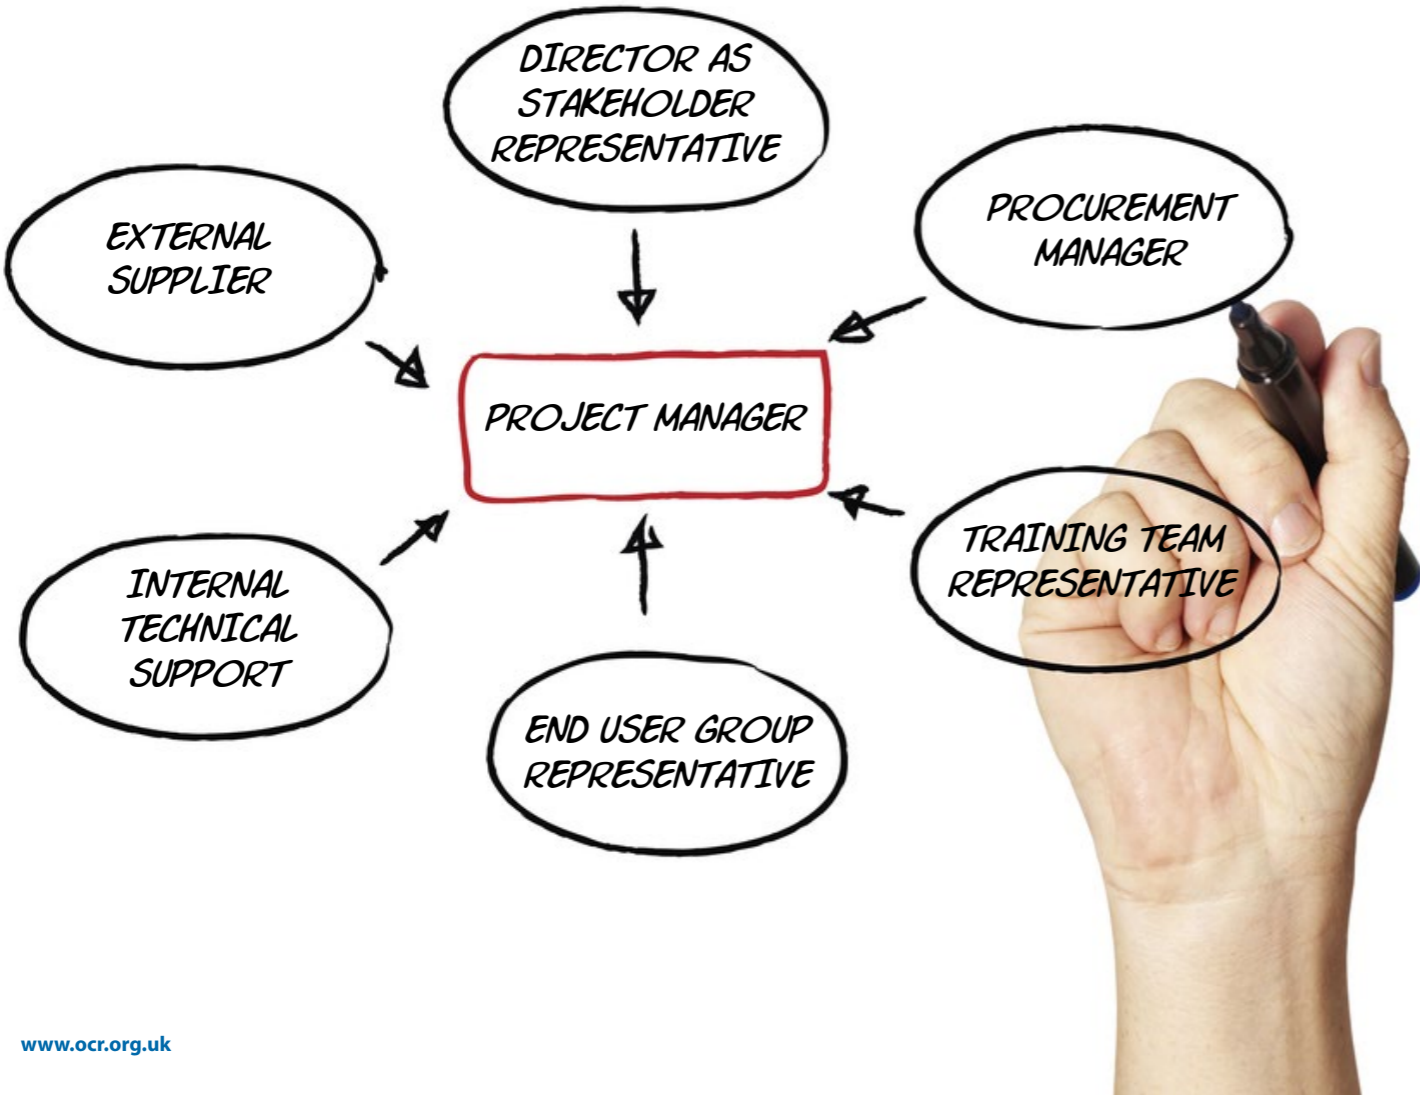 DIRECTOR AS
STAKEHOLDER
REPRESENTATIVE
EXTERNAL
SUPPLIER
PROCUREMENT
MANAGER
PROJECT MANAGER
INTERNAL
TECHNICAL
SUPPORT
TRAINING TEAM
REPRESENTATIVE
END USER GROUP
REPRESENTATIVE
www.ocr.org.uk